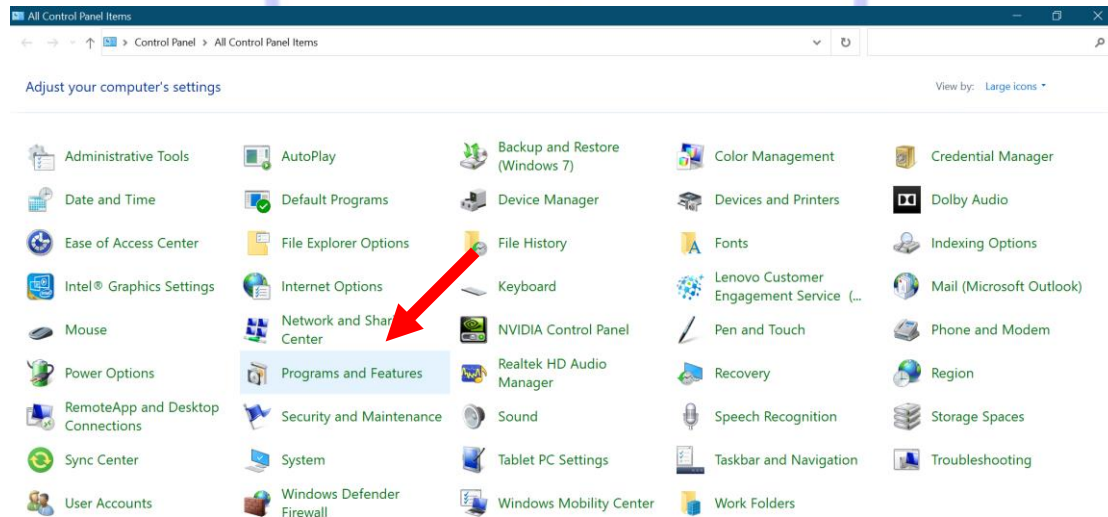 All Control Panel Items
Control Panel > All Control Panel Items
Adjust your computer's settings
View by: Large icons
Administrative Tools
AutoPlay
Backup and Restore
(Windows 7)
Color Management
Credential Manager
Date and Time
Default Programs
Device Manager
Devices and Printers
Dolby Audio
Ease of Access Center
File Explorer Options
File History
Fonts
Indexing Options
Intel® Graphics Settings
Internet Options
Keyboard
Lenovo Customer
Engagement Service (...
Mail (Microsoft Outlook)
Mouse
Network and Shar
Center
NVIDIA Control Panel
Pen and Touch
Phone and Modem
Power Options
Programs and Features
Realtek HD Audio
Manager
Recovery
Region
RemoteApp and Desktop
Connections
Security and Maintenance
Sound
Speech Recognition
Storage Spaces
Sync Center
System
Tablet PC Settings
Taskbar and Navigation
Troubleshooting
User Accounts
Windows Defender
Firewall
Windows Mobility Center
Work Folders